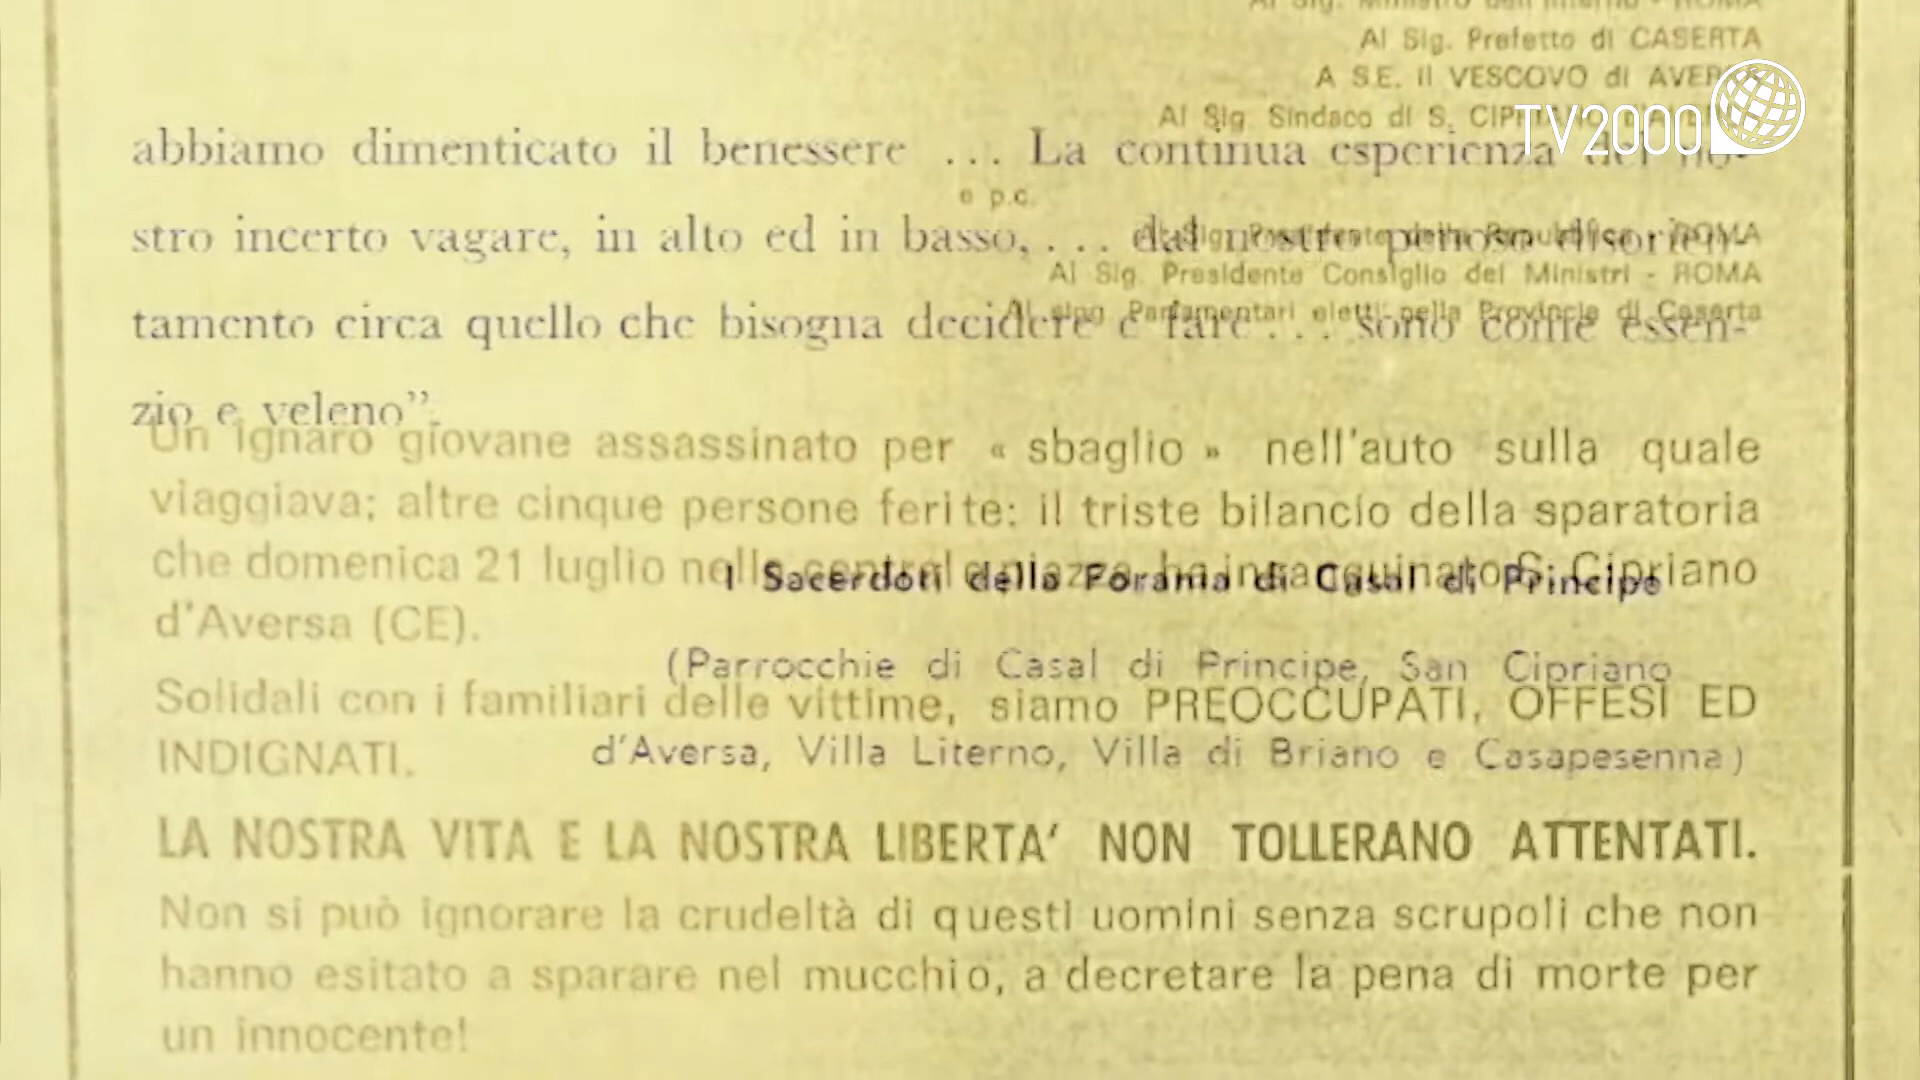 Al Sig. Ministro dell'Interno - ROMA
Al Sig. Prefetto di CASERTA
A S.E. il VESCOVO di AVERSA
Al Sig. Sindaco di S. CIPRIANO
TV2000
abbiamo dimenticato il benessere ... La continua esperienza del no-
e p.c.
stro incerto vagare, in alto ed in basso, ... dal nostro penoso disorien-
Al Sig. Presidente della Repubblica - ROMA
Al Sig. Presidente Consiglio dei Ministri - ROMA
tamento circa quello che bisogna decidere e fare ... sono come essen-
Al sigg. Parlamentari eletti nella Provincia di Caserta
zio e veleno".
Un ignaro giovane assassinato per « sbaglio » nell'auto sulla quale
viaggiava; altre cinque persone ferite: il triste bilancio della sparatoria
che domenica 21 luglio nella centrale piazza ha insanguinato S. Cipriano
I Sacerdoti della Forania di Casal di Principe
d'Aversa (CE).
(Parrocchie di Casal di Principe, San Cipriano
Solidali con i familiari delle vittime, siamo PREOCCUPATI, OFFESI ED
d'Aversa, Villa Literno, Villa di Briano e Casapesenna)
INDIGNATI.
LA NOSTRA VITA E LA NOSTRA LIBERTA' NON TOLLERANO ATTENTATI.
Non si può ignorare la crudeltà di questi uomini senza scrupoli che non
hanno esitato a sparare nel mucchio, a decretare la pena di morte per
un innocente!